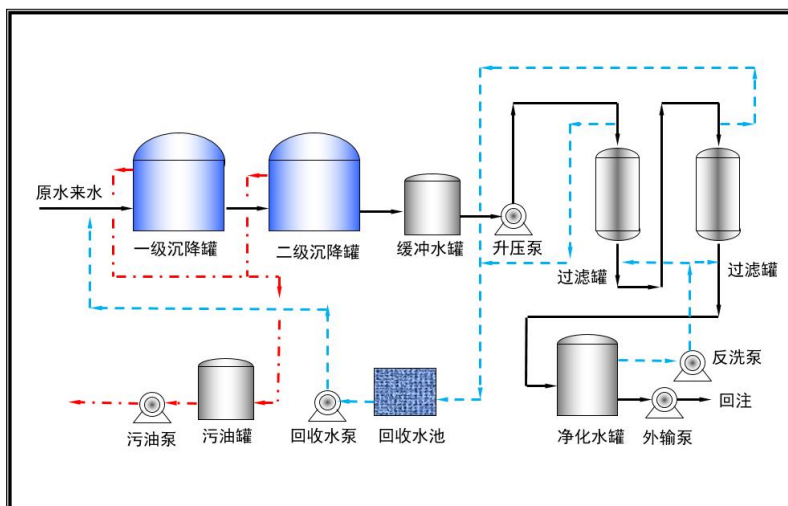 原水来水
一级沉降罐
二级沉降罐
缓冲水罐
升压泵
过滤罐
过滤罐
污油泵
污油罐
回收水泵
回收水池
净化水罐
外输泵
反洗泵
回注